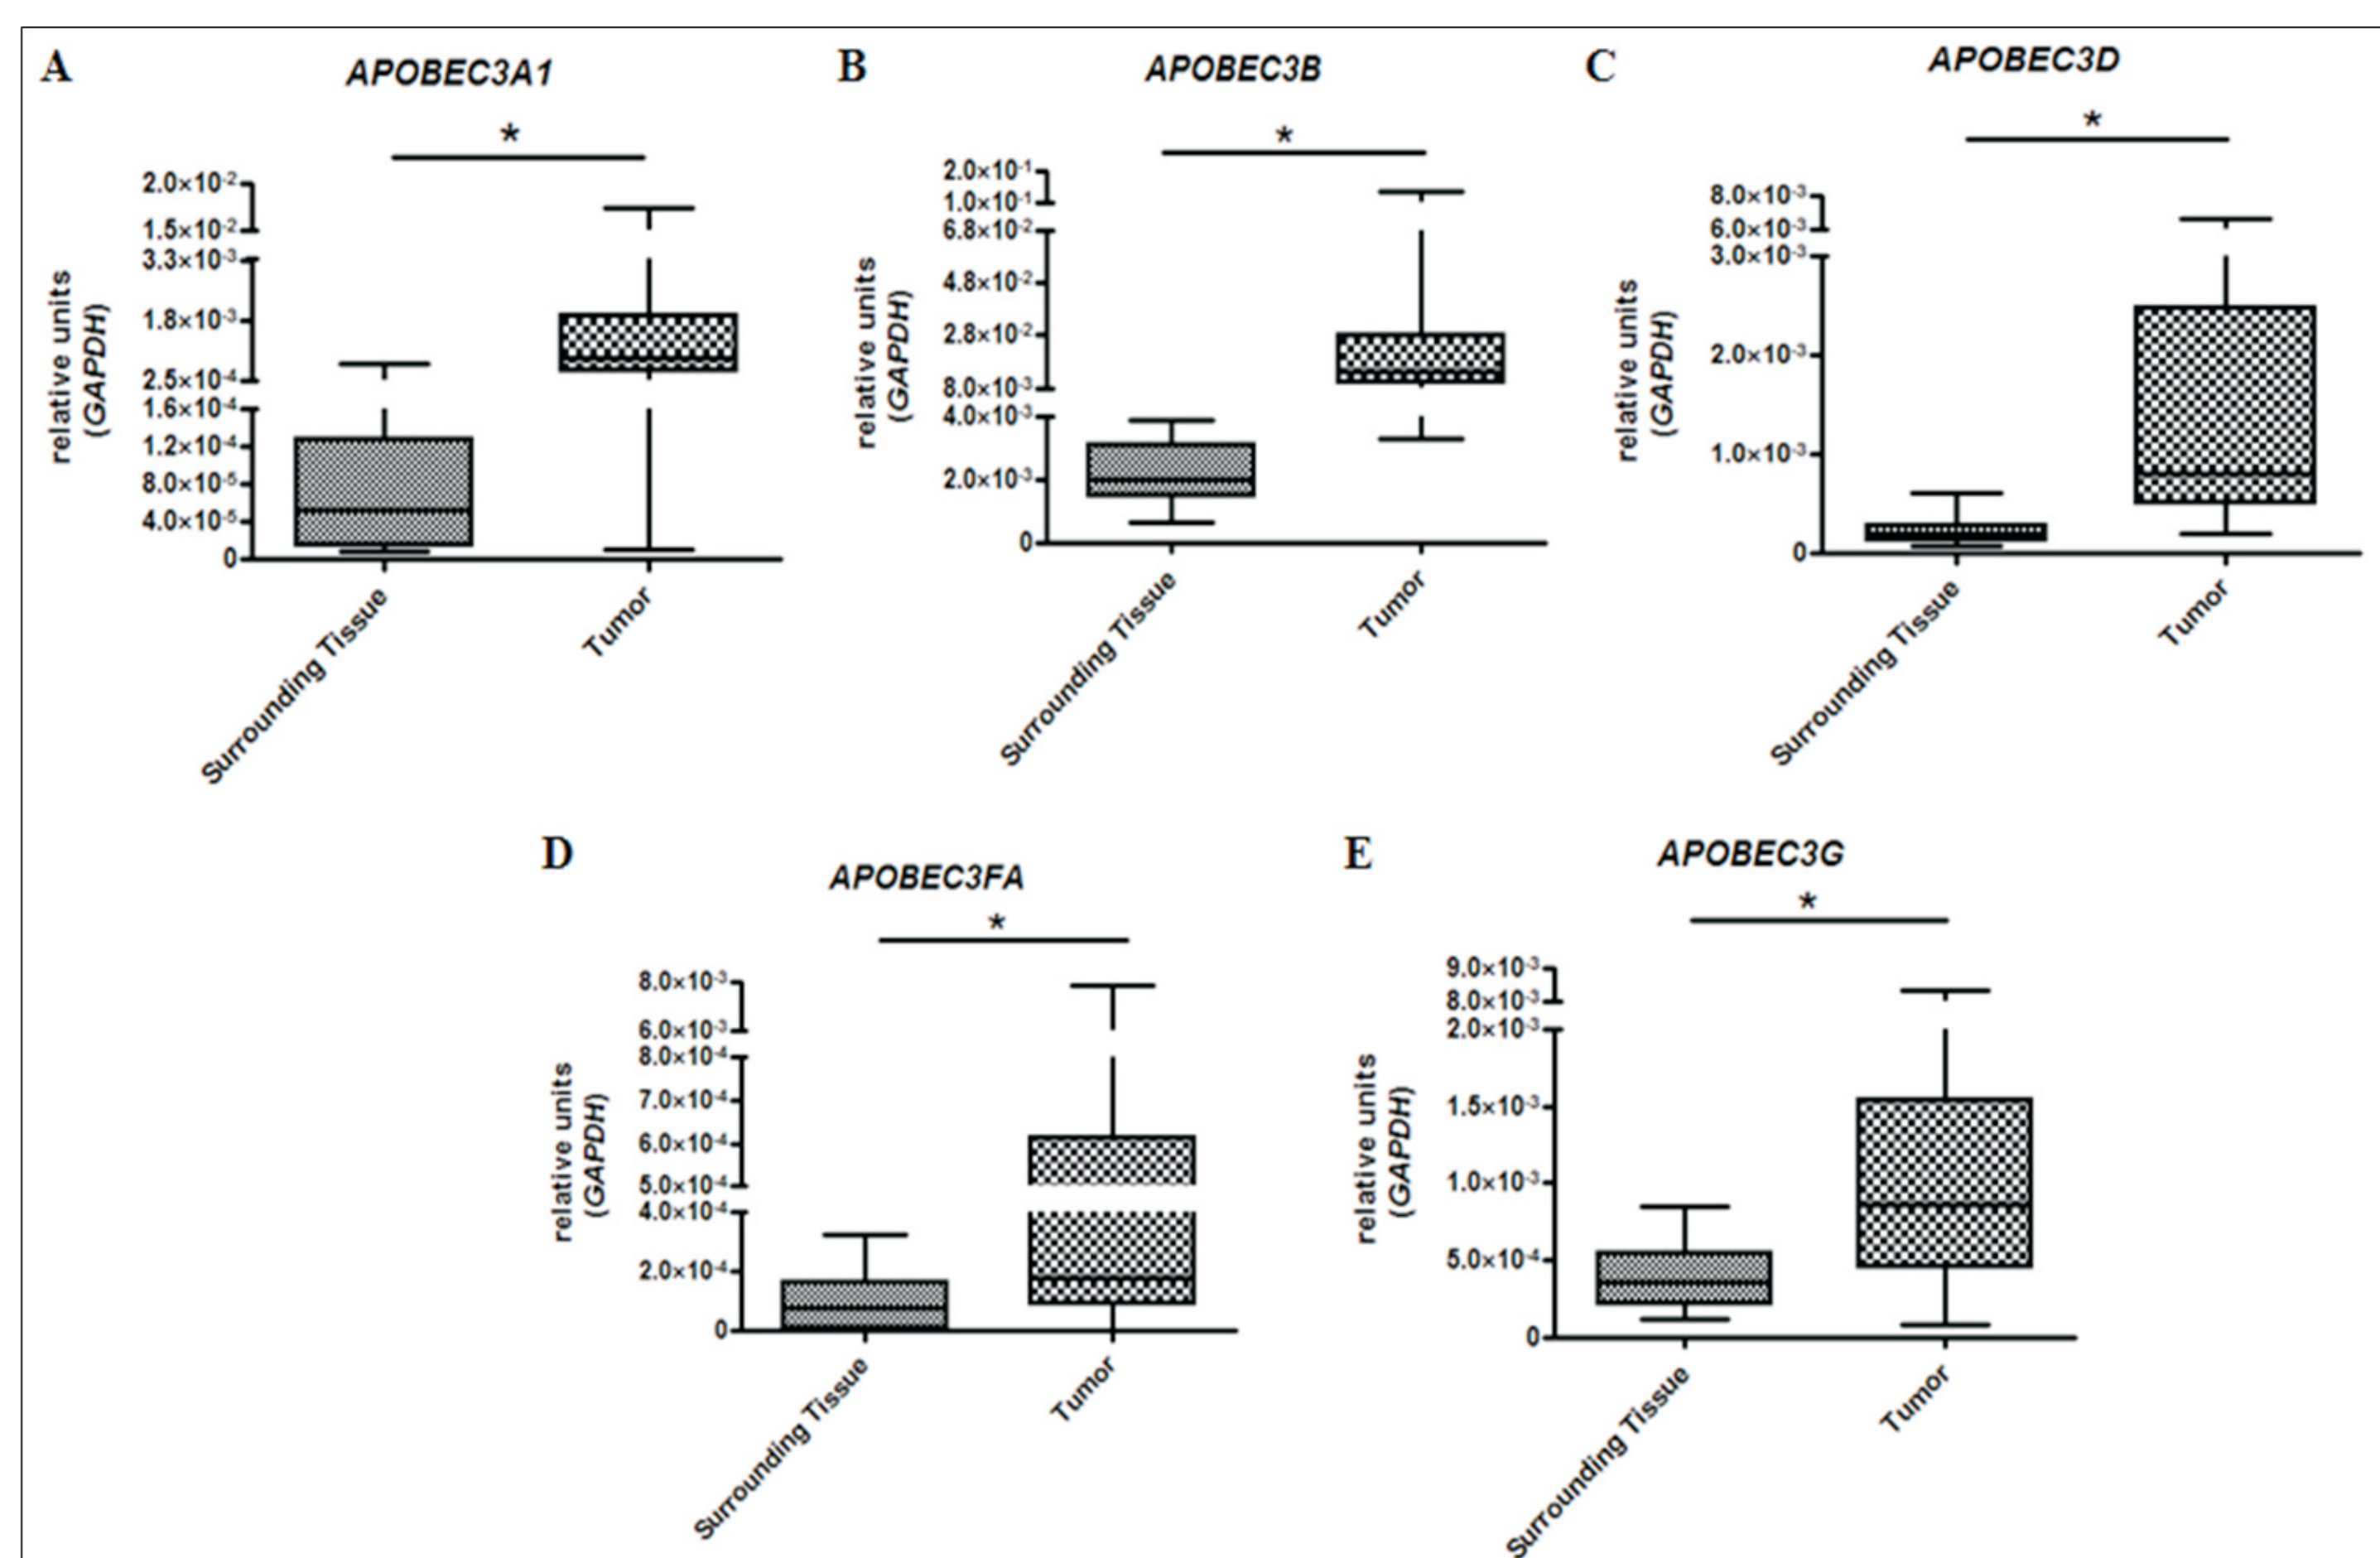 A
APOBEC3A1
*
2.0×10⁻²
1.5×10⁻²
3.3×10⁻³
1.8×10⁻³
2.5×10⁻⁴
1.6×10⁻⁴
1.2×10⁻⁴
8.0×10⁻⁵
4.0×10⁻⁵
0
relative units
(GAPDH)
Surrounding Tissue
Tumor
B
APOBEC3B
*
2.0×10⁻¹
1.0×10⁻¹
6.8×10⁻²
4.8×10⁻²
2.8×10⁻²
8.0×10⁻³
4.0×10⁻³
2.0×10⁻³
0
relative units
(GAPDH)
Surrounding Tissue
Tumor
C
APOBEC3D
*
8.0×10⁻³
6.0×10⁻³
3.0×10⁻³
2.0×10⁻³
1.0×10⁻³
0
relative units
(GAPDH)
Surrounding Tissue
Tumor
D
APOBEC3FA
*
8.0×10⁻³
6.0×10⁻³
8.0×10⁻⁴
7.0×10⁻⁴
6.0×10⁻⁴
5.0×10⁻⁴
4.0×10⁻⁴
2.0×10⁻⁴
0
relative units
(GAPDH)
Surrounding Tissue
Tumor
E
APOBEC3G
*
9.0×10⁻³
8.0×10⁻³
2.0×10⁻³
1.5×10⁻³
1.0×10⁻³
5.0×10⁻⁴
0
relative units
(GAPDH)
Surrounding Tissue
Tumor